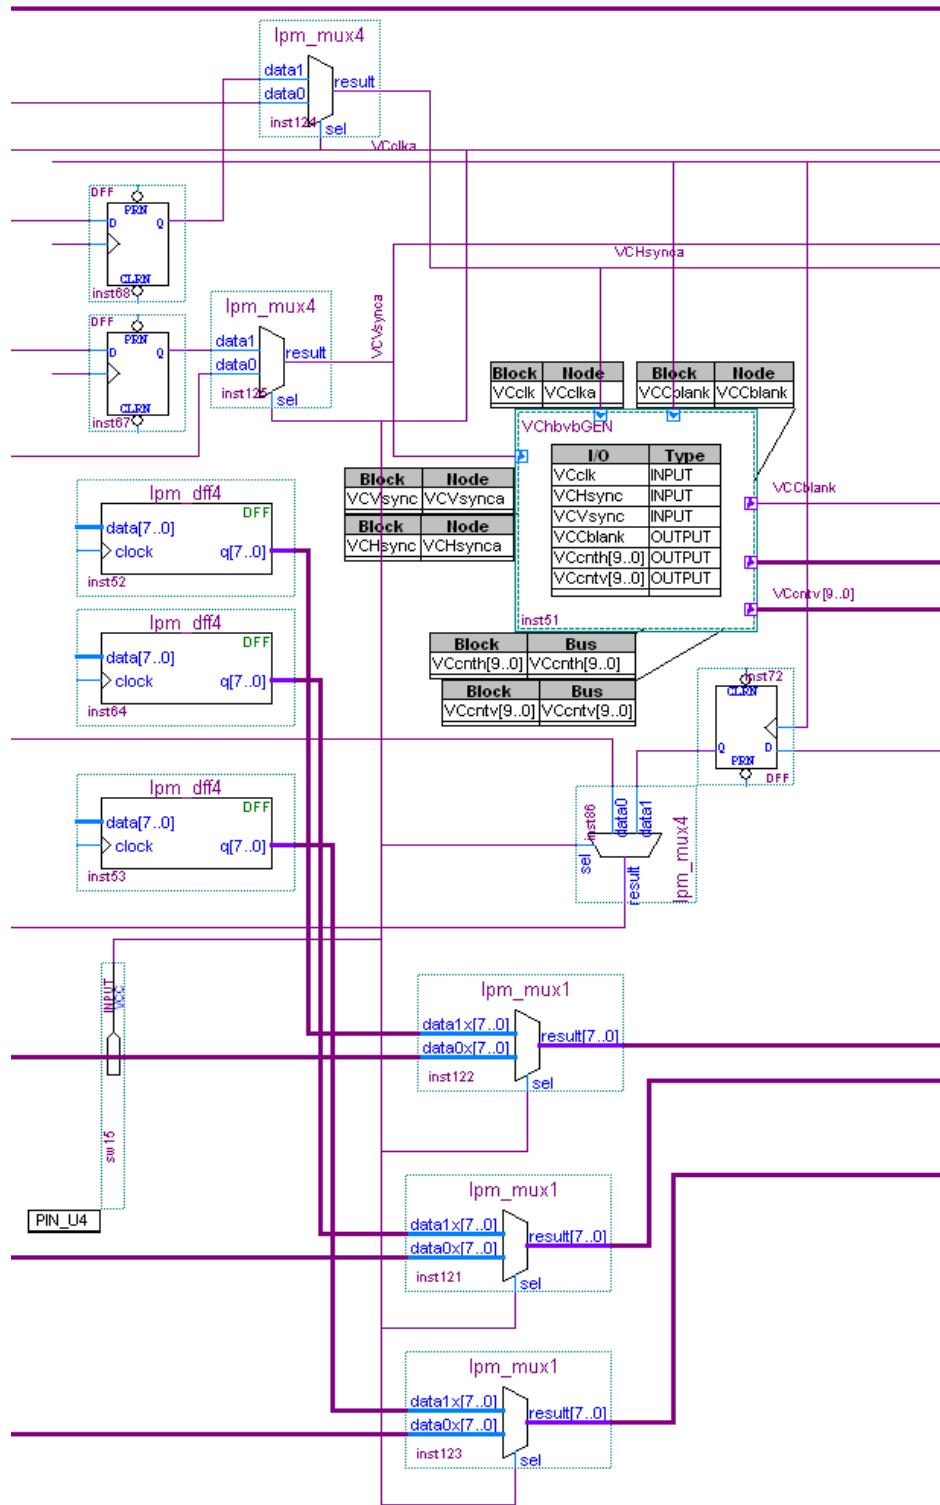 lpm_mux4
data1
data0
result
inst124
sel
VCclka
DFF
PRN
D
Q
CLRN
inst68
VCHsynca
VCVsynca
lpm_mux4
data1
data0
result
inst125
sel
DFF
PRN
D
Q
CLRN
inst67
Block Node
VCclk VCclka
Block Node
VCCblank VCCblank
VChbvbGEN
I/O Type
VCclk INPUT
VCHsync INPUT
VCVsync INPUT
VCCblank OUTPUT
VCcnth[9..0] OUTPUT
VCcntv[9..0] OUTPUT
inst51
Block Node
VCVsync VCVsynca
Block Node
VCHsync VCHsynca
VCCblank
VCcntv[9..0]
Block Bus
VCcnth[9..0] VCcnth[9..0]
Block Bus
VCcntv[9..0] VCcntv[9..0]
lpm_dff4
DFF
data[7..0]
clock
q[7..0]
inst52
lpm_dff4
DFF
data[7..0]
clock
q[7..0]
inst64
inst72
CLRN
Q
D
PRN
DFF
lpm_dff4
DFF
data[7..0]
clock
q[7..0]
inst53
inst86
data0
data1
sel
result
lpm_mux4
INPUT
VCC
sw15
PIN_U4
lpm_mux1
data1x[7..0]
data0x[7..0]
result[7..0]
inst122
sel
lpm_mux1
data1x[7..0]
data0x[7..0]
result[7..0]
inst121
sel
lpm_mux1
data1x[7..0]
data0x[7..0]
result[7..0]
inst123
sel